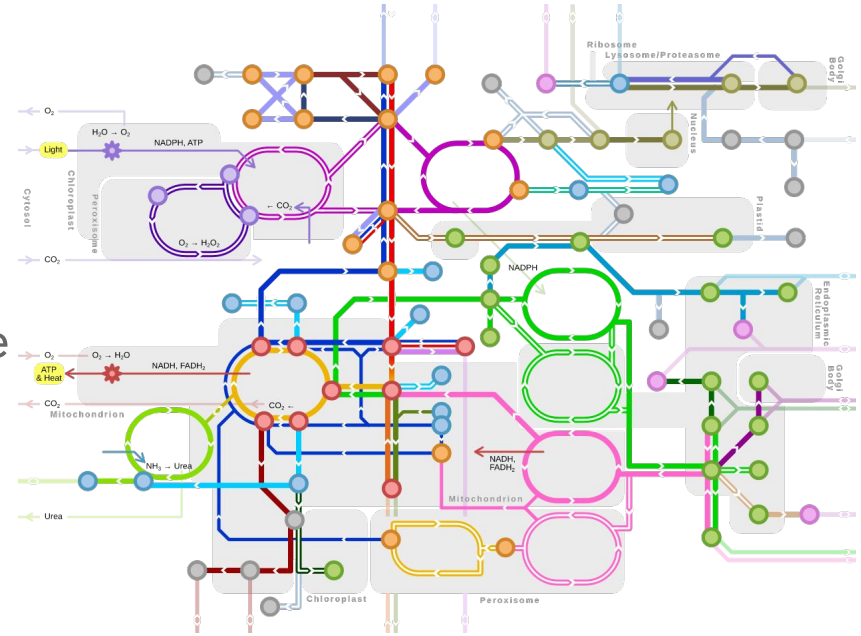 Ribosome
Lysosome/Proteasome
Golgi
Body
O₂
H₂O → O₂
Light
NADPH, ATP
Nucleus
Chloroplast
Peroxisome
Cytosol
← CO₂
O₂ → H₂O₂
Plastid
CO₂
NADPH
Endoplasmic
Reticulum
e
O₂
O₂ → H₂O
ATP
& Heat
NADH, FADH₂
CO₂
CO₂ ←
Mitochondrion
Golgi
Body
NH₃ → Urea
NADH,
FADH₂
Mitochondrion
Urea
Chloroplast
Peroxisome